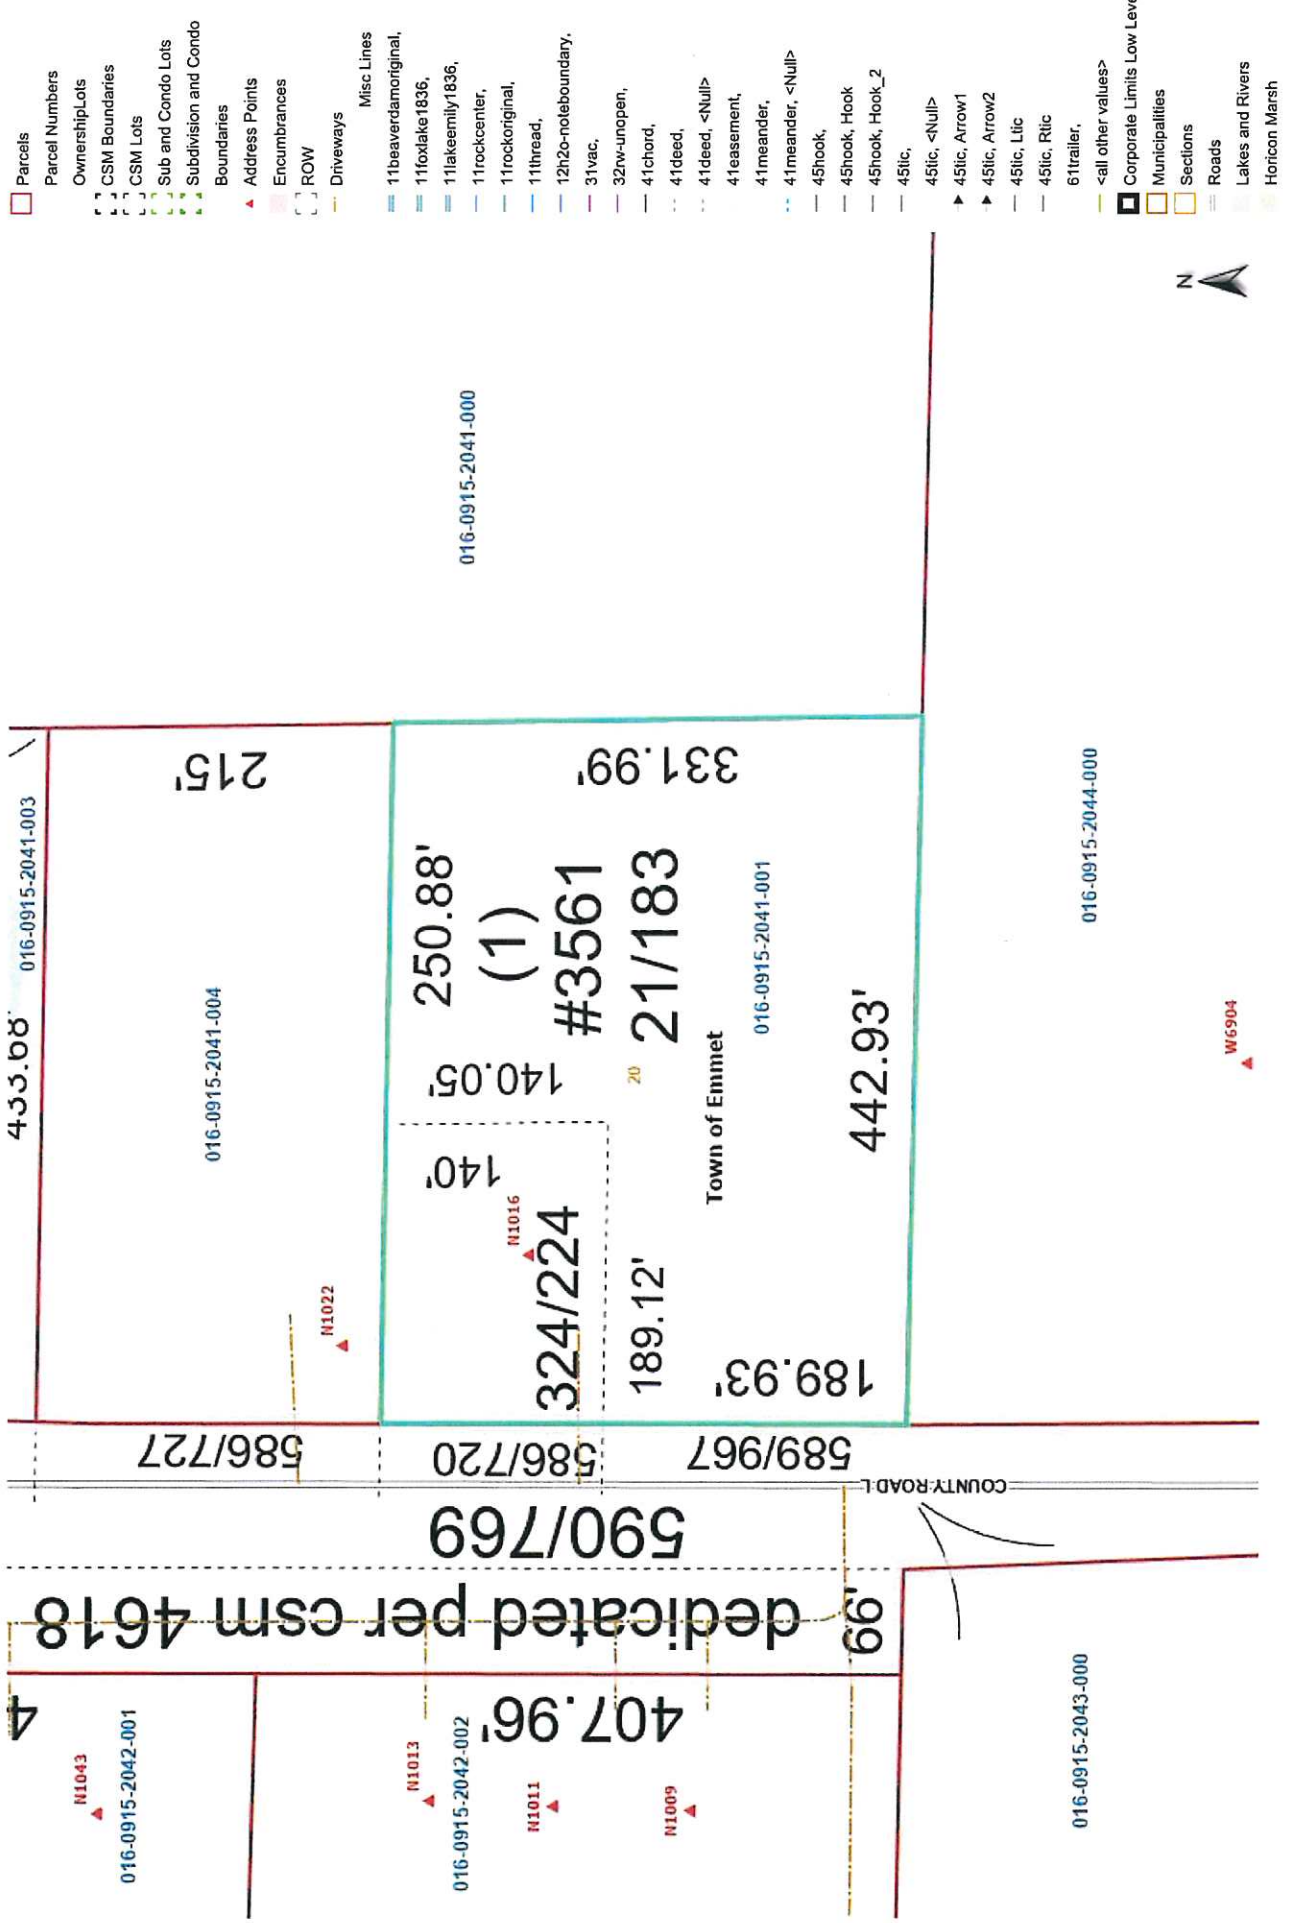 Parcels
Parcel Numbers
OwnershipLots
CSM Boundaries
CSM Lots
Sub and Condo Lots
Subdivision and Condo
Boundaries
Address Points
Encumbrances
ROW
Driveways
Misc Lines
11beaverdamoriginal,
11foxlake1836,
11lakeemily1836,
11rockcenter,
11rockoriginal,
11thread,
12h2o-noteboundary,
31vac,
32rw-unopen,
41chord,
41deed,
41deed, <Null>
41easement,
41meander,
41meander, <Null>
45hook,
45hook, Hook
45hook, Hook_2
45tic,
45tic, <Null>
45tic, Arrow1
45tic, Arrow2
45tic, Ltic
45tic, Rtic
61trailer,
<all other values>
Corporate Limits Low Leve
Municipalities
Sections
Roads
Lakes and Rivers
Horicon Marsh
N
433.68'
016-0915-2041-003
215'
016-0915-2041-004
N1022
016-0915-2041-000
250.88'
(1)
#3561
21/183
331.99'
140.05'
140'
N1016
324/224
20
189.12'
Town of Emmet
016-0915-2041-001
189.93'
442.93'
016-0915-2044-000
W6904
586/727
586/720
589/967
COUNTY ROAD L
590/769
dedicated per csm 4618
66'
4
407.96'
N1043
016-0915-2042-001
N1013
016-0915-2042-002
N1011
N1009
016-0915-2043-000